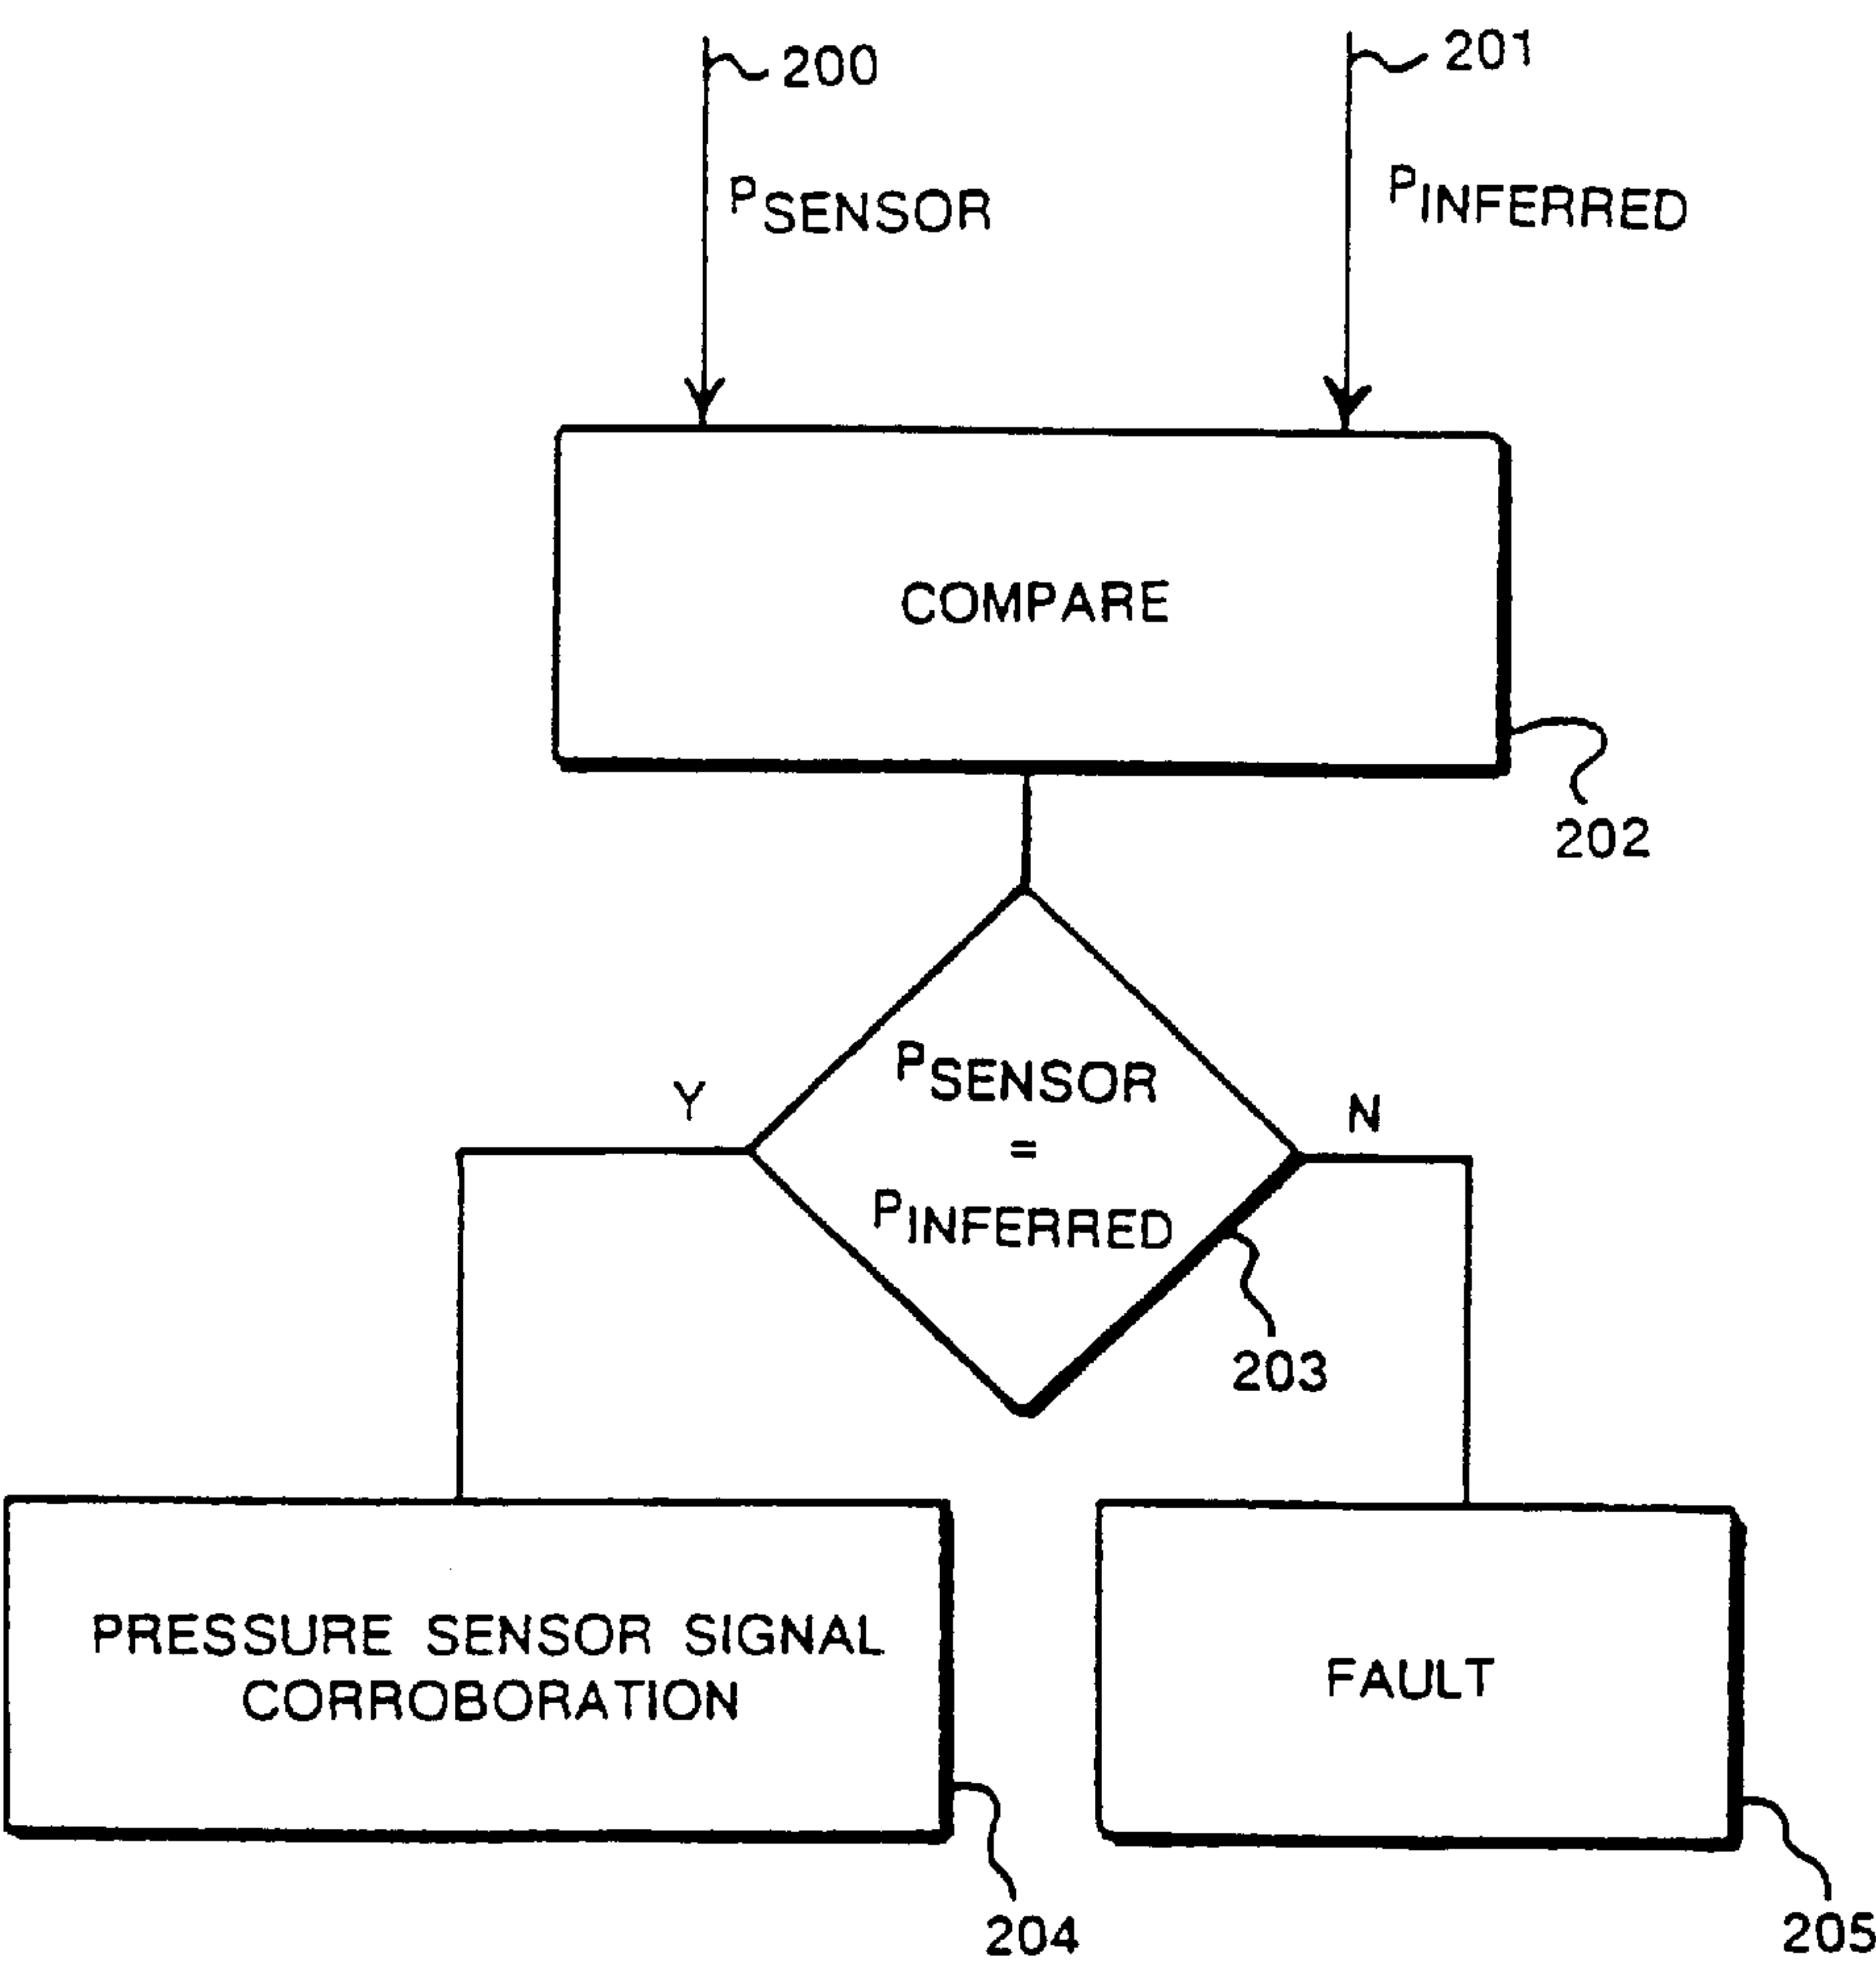 200
201
PSENSOR
PINFERRED
COMPARE
202
PSENSOR
=
PINFERRED
Y
N
203
PRESSURE SENSOR SIGNAL
CORROBORATION
FAULT
204
205